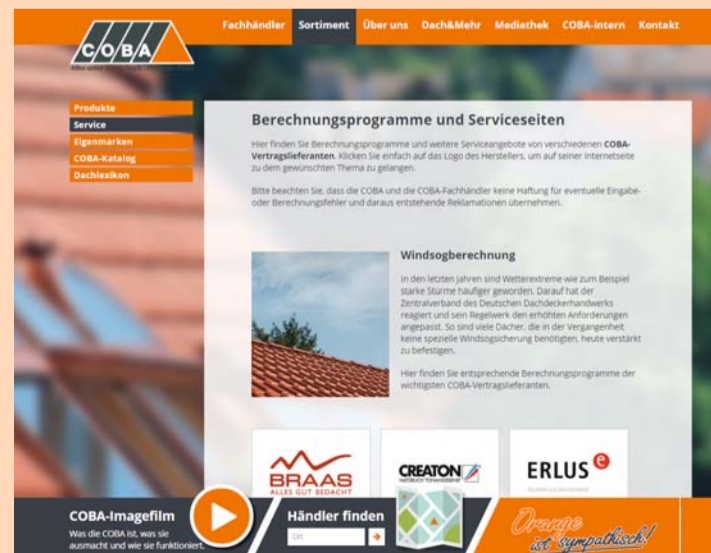 Fachhändler Sortiment Über uns Dach&Mehr Mediathek COBA-intern Kontakt
COBA
Produkte
Service
Eigenmarken
COBA-Katalog
Dachlexikon
Berechnungsprogramme und Serviceseiten
Hier finden Sie Berechnungsprogramme und weitere Serviceangebote von verschiedenen COBA-
Vertragslieferanten. Klicken Sie einfach auf das Logo des Herstellers, um auf seiner Internetseite
zu dem gewünschten Thema zu gelangen.
Bitte beachten Sie, dass die COBA und die COBA-Fachhändler keine Haftung für eventuelle Eingabe-
oder Berechnungsfehler und daraus entstehende Reklamationen übernehmen.
Windsogberechnung
In den letzten Jahren sind Wetterextreme wie zum Beispiel
starke Stürme häufiger geworden. Darauf hat der
Zentralverband des Deutschen Dachdeckerhandwerks
reagiert und sein Regelwerk den erhöhten Anforderungen
angepasst. So sind viele Dächer, die in der Vergangenheit
keine spezielle Windsogsicherung benötigten, heute verstärkt
zu befestigen.
Hier finden Sie entsprechende Berechnungsprogramme der
wichtigsten COBA-Vertragslieferanten.
BRAAS
ALLES GUT BEDACHT
CREATON
ERLUS e
COBA-Imagefilm
Was die COBA ist, was sie
ausmacht und wie sie funktioniert.
Händler finden
Ort
Orange
ist sympathisch!